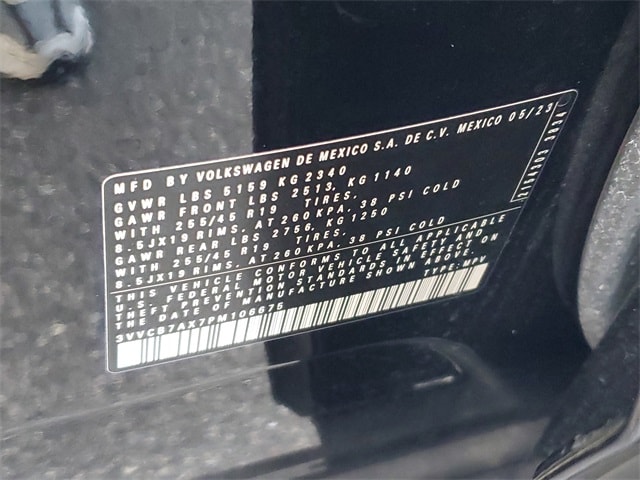 MFD BY VOLKSWAGEN DE MEXICO S.A. DE C.V. MEXICO 05/23
GVWR LBS 5159 KG 2340
GAWR FRONT LBS 2513, KG 1140
WITH 255/45 R19 TIRES,
8.5JX19 RIMS, AT 260 KPA, 38 PSI COLD
GAWR REAR LBS 2756, KG 1250
WITH 255/45 R19 TIRES,
8.5JX19 RIMS, AT 260 KPA, 38 PSI COLD
THIS VEHICLE CONFORMS TO ALL APPLICABLE
U.S. FEDERAL MOTOR VEHICLE SAFETY AND
THEFT PREVENTION STANDARDS IN EFFECT ON
THE DATE OF MANUFACTURE SHOWN ABOVE.
3VVCB7AX7PM106675 TYPE: MPV